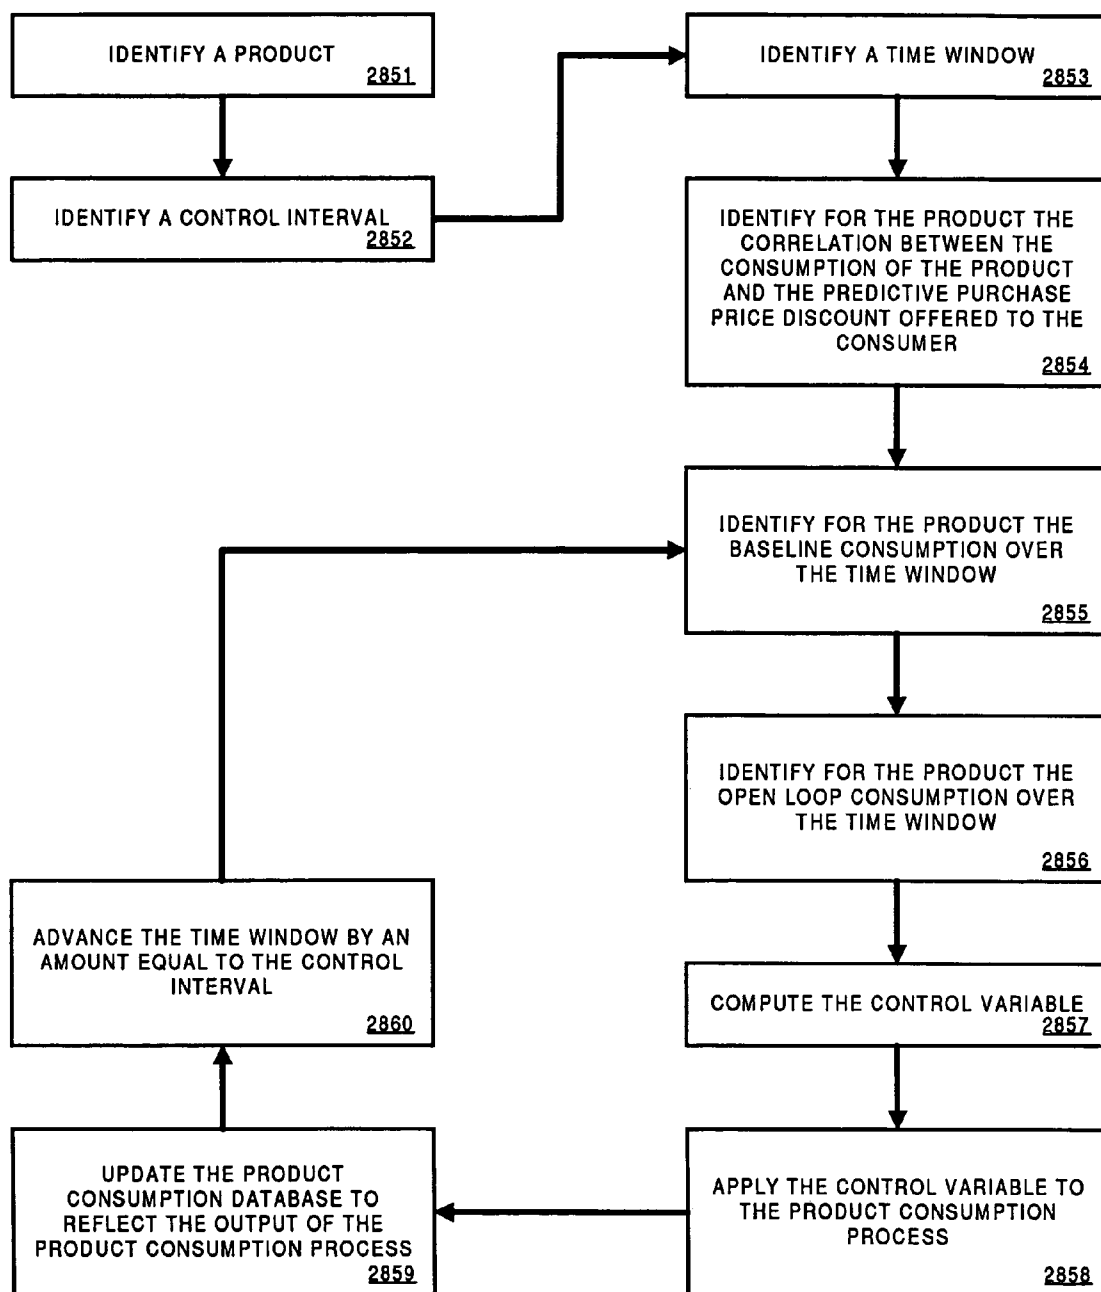 IDENTIFY A PRODUCT
2851
IDENTIFY A CONTROL INTERVAL
2852
IDENTIFY A TIME WINDOW
2853
IDENTIFY FOR THE PRODUCT THE
CORRELATION BETWEEN THE
CONSUMPTION OF THE PRODUCT
AND THE PREDICTIVE PURCHASE
PRICE DISCOUNT OFFERED TO THE
CONSUMER
2854
IDENTIFY FOR THE PRODUCT THE
BASELINE CONSUMPTION OVER
THE TIME WINDOW
2855
IDENTIFY FOR THE PRODUCT THE
OPEN LOOP CONSUMPTION OVER
THE TIME WINDOW
2856
COMPUTE THE CONTROL VARIABLE
2857
APPLY THE CONTROL VARIABLE TO
THE PRODUCT CONSUMPTION
PROCESS
2858
UPDATE THE PRODUCT
CONSUMPTION DATABASE TO
REFLECT THE OUTPUT OF THE
PRODUCT CONSUMPTION PROCESS
2859
ADVANCE THE TIME WINDOW BY AN
AMOUNT EQUAL TO THE CONTROL
INTERVAL
2860